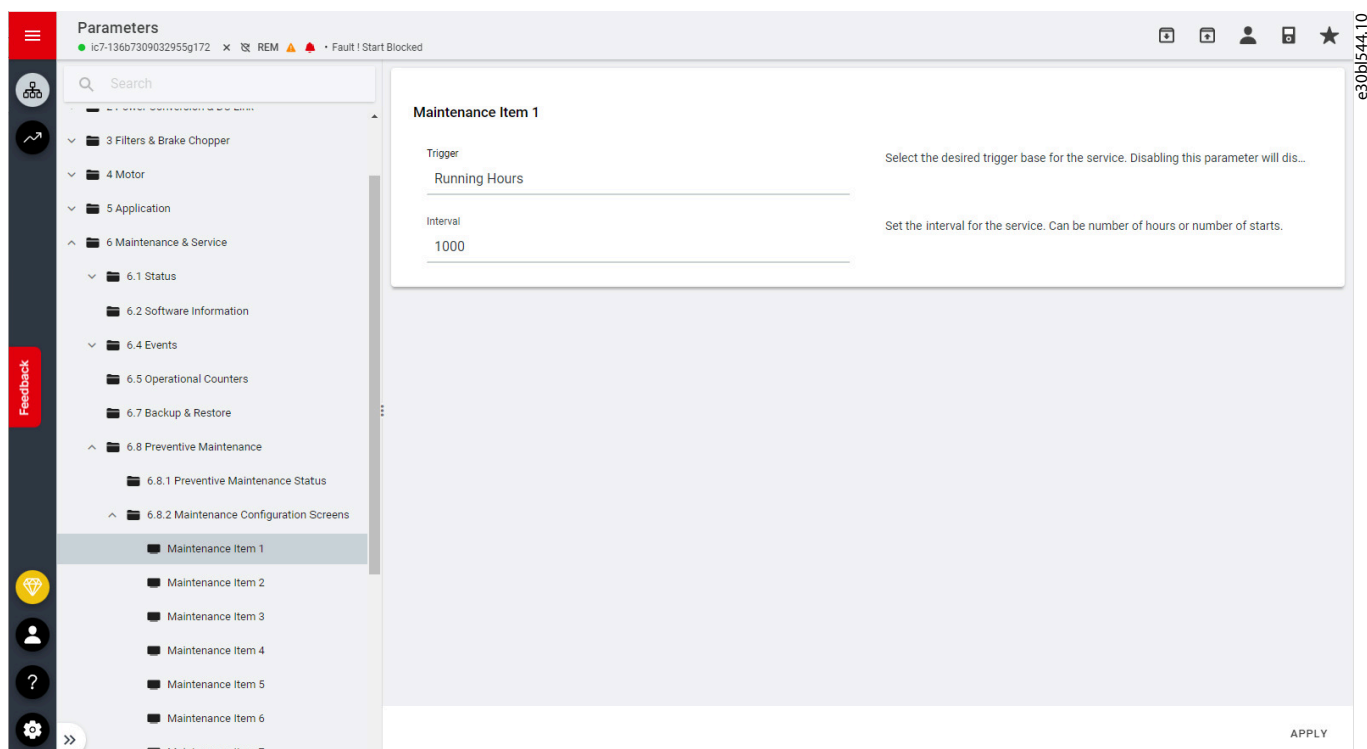 Parameters
ic7-136b7309032955g172 REM • Fault ! Start Blocked
e30bl544.10
Search
3 Filters & Brake Chopper
4 Motor
5 Application
6 Maintenance & Service
6.1 Status
6.2 Software Information
6.4 Events
6.5 Operational Counters
6.7 Backup & Restore
6.8 Preventive Maintenance
6.8.1 Preventive Maintenance Status
6.8.2 Maintenance Configuration Screens
Maintenance Item 1
Maintenance Item 2
Maintenance Item 3
Maintenance Item 4
Maintenance Item 5
Maintenance Item 6
Feedback
Maintenance Item 1
Trigger
Running Hours
Select the desired trigger base for the service. Disabling this parameter will dis...
Interval
1000
Set the interval for the service. Can be number of hours or number of starts.
APPLY